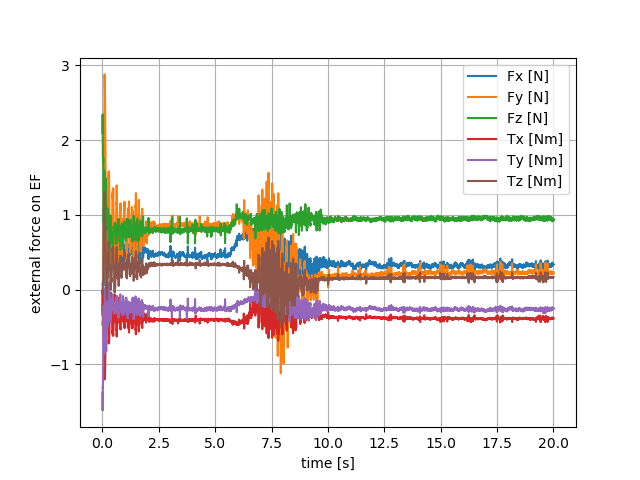 3
2
1
0
−1
external force on EF
Fx [N]
Fy [N]
Fz [N]
Tx [Nm]
Ty [Nm]
Tz [Nm]
0.0 2.5 5.0 7.5 10.0 12.5 15.0 17.5 20.0
time [s]